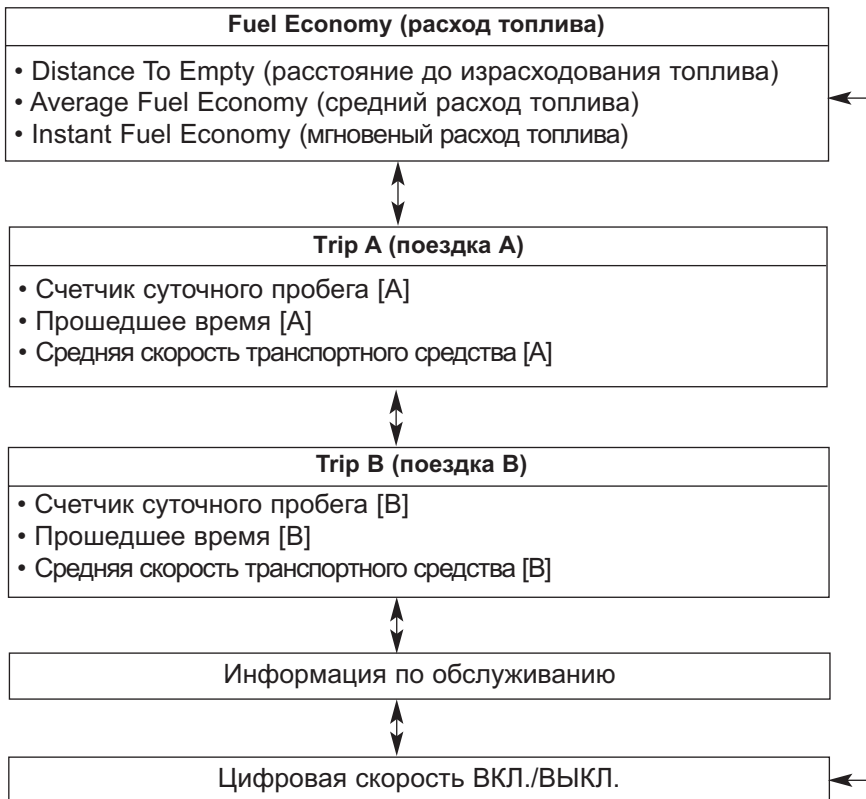 Fuel Economy (расход топлива)
• Distance To Empty (расстояние до израсходования топлива)
• Average Fuel Economy (средний расход топлива)
• Instant Fuel Economy (мгновеный расход топлива)
Trip A (поездка А)
• Счетчик суточного пробега [A]
• Прошедшее время [A]
• Средняя скорость транспортного средства [A]
Trip B (поездка В)
• Счетчик суточного пробега [B]
• Прошедшее время [B]
• Средняя скорость транспортного средства [B]
Информация по обслуживанию
Цифровая скорость ВКЛ./ВЫКЛ.